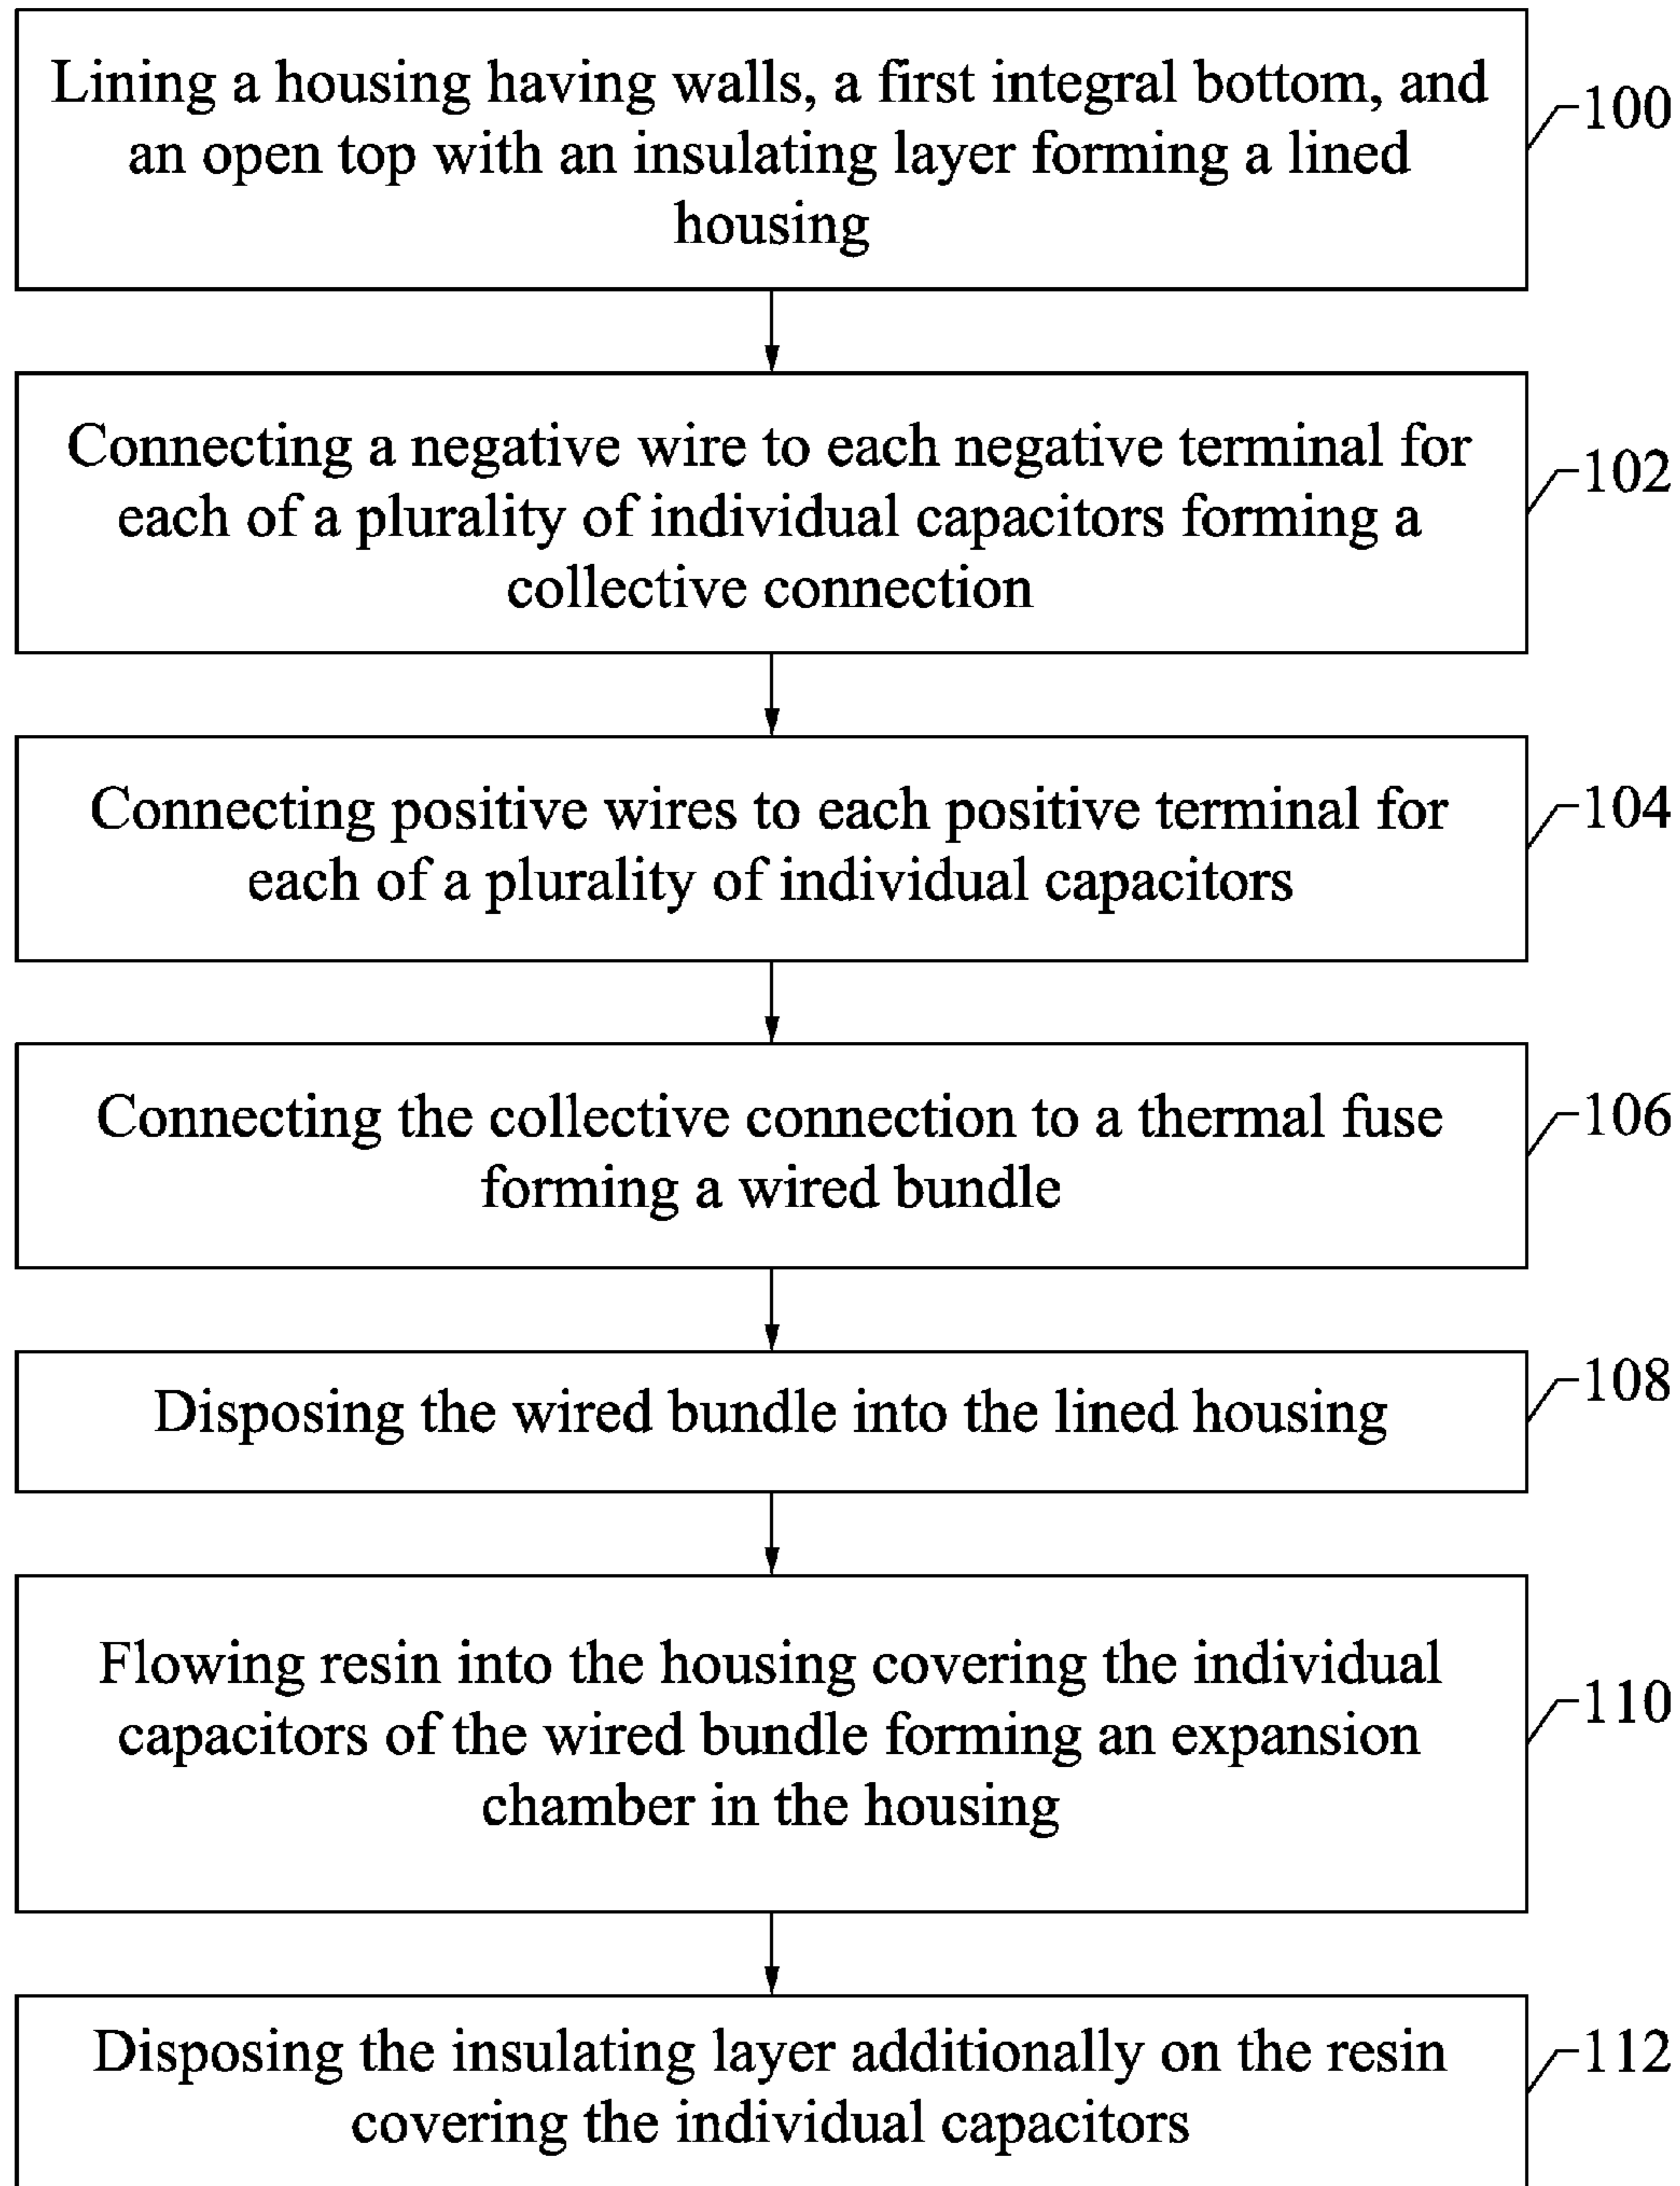 Lining a housing having walls, a first integral bottom, and
an open top with an insulating layer forming a lined
housing
100
Connecting a negative wire to each negative terminal for
each of a plurality of individual capacitors forming a
collective connection
102
Connecting positive wires to each positive terminal for
each of a plurality of individual capacitors
104
Connecting the collective connection to a thermal fuse
forming a wired bundle
106
Disposing the wired bundle into the lined housing
108
Flowing resin into the housing covering the individual
capacitors of the wired bundle forming an expansion
chamber in the housing
110
Disposing the insulating layer additionally on the resin
covering the individual capacitors
112